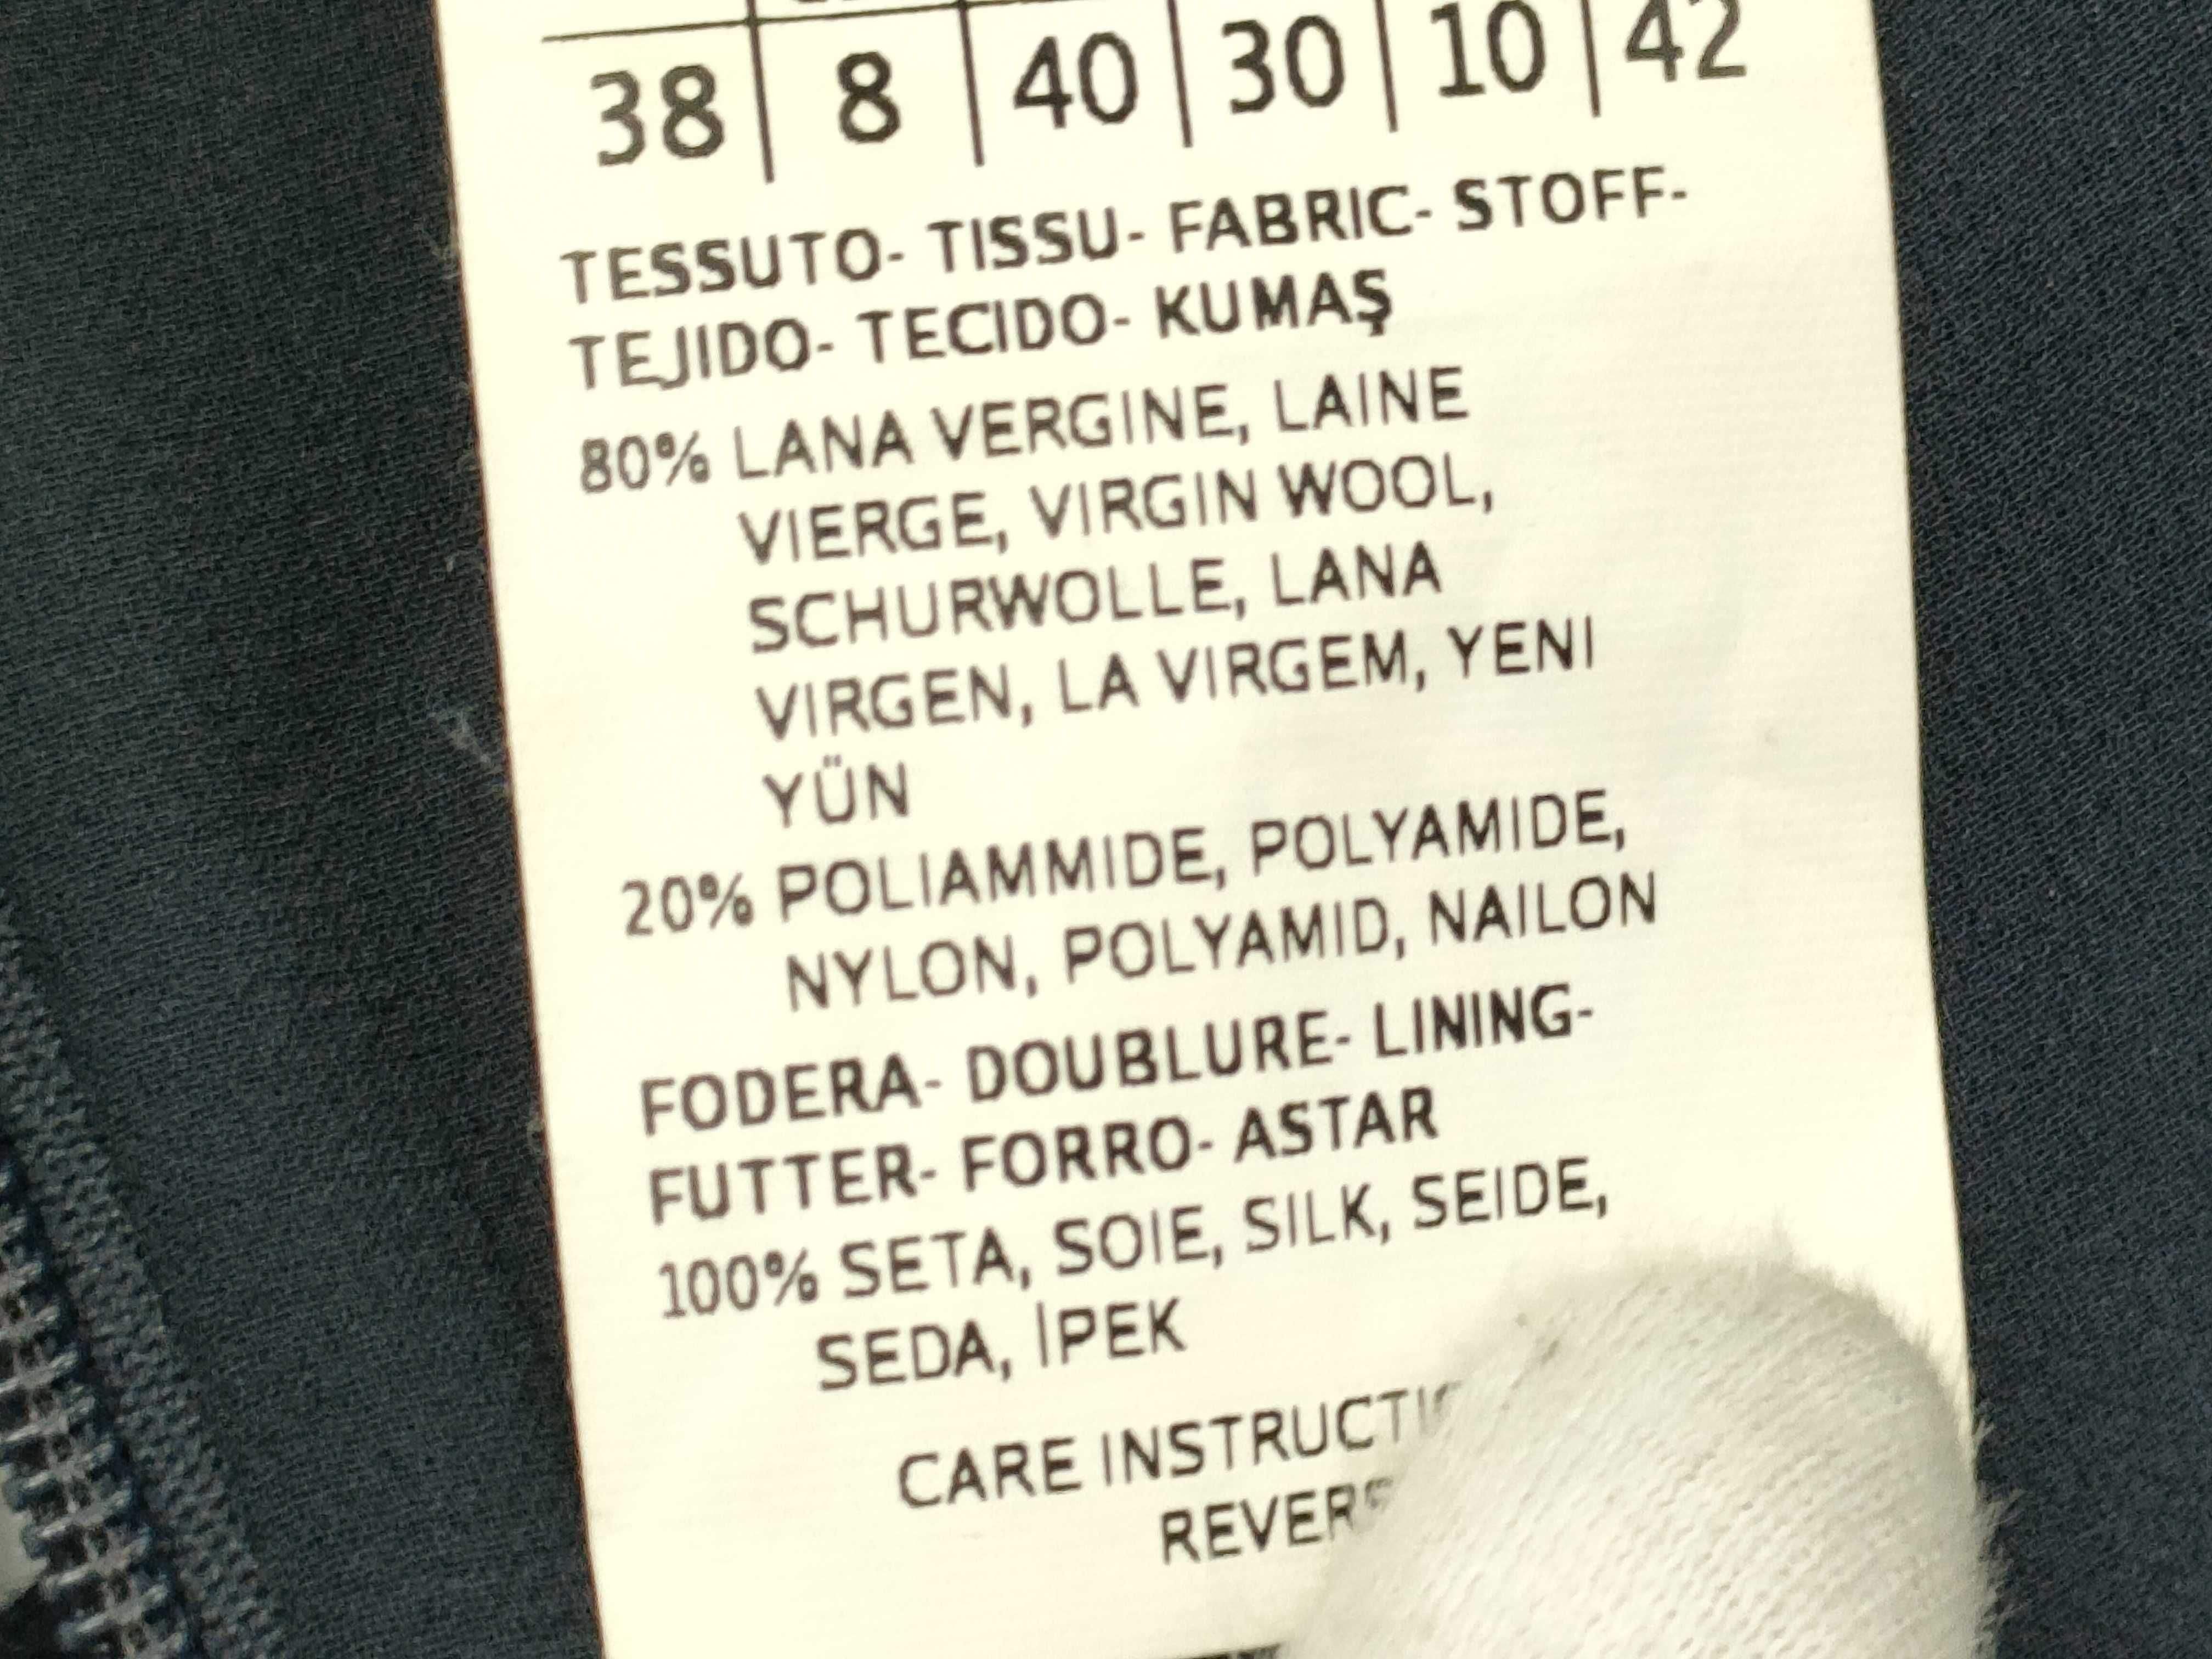 38 8 40 30 10 42
TESSUTO- TISSU- FABRIC- STOFF-
TEJIDO- TECIDO- KUMAŞ
80% LANA VERGINE, LAINE
VIERGE, VIRGIN WOOL,
SCHURWOLLE, LANA
VIRGEN, LA VIRGEM, YENI
YÜN
20% POLIAMMIDE, POLYAMIDE,
NYLON, POLYAMID, NAILON
FODERA- DOUBLURE- LINING-
FUTTER- FORRO- ASTAR
100% SETA, SOIE, SILK, SEIDE,
SEDA, İPEK
CARE